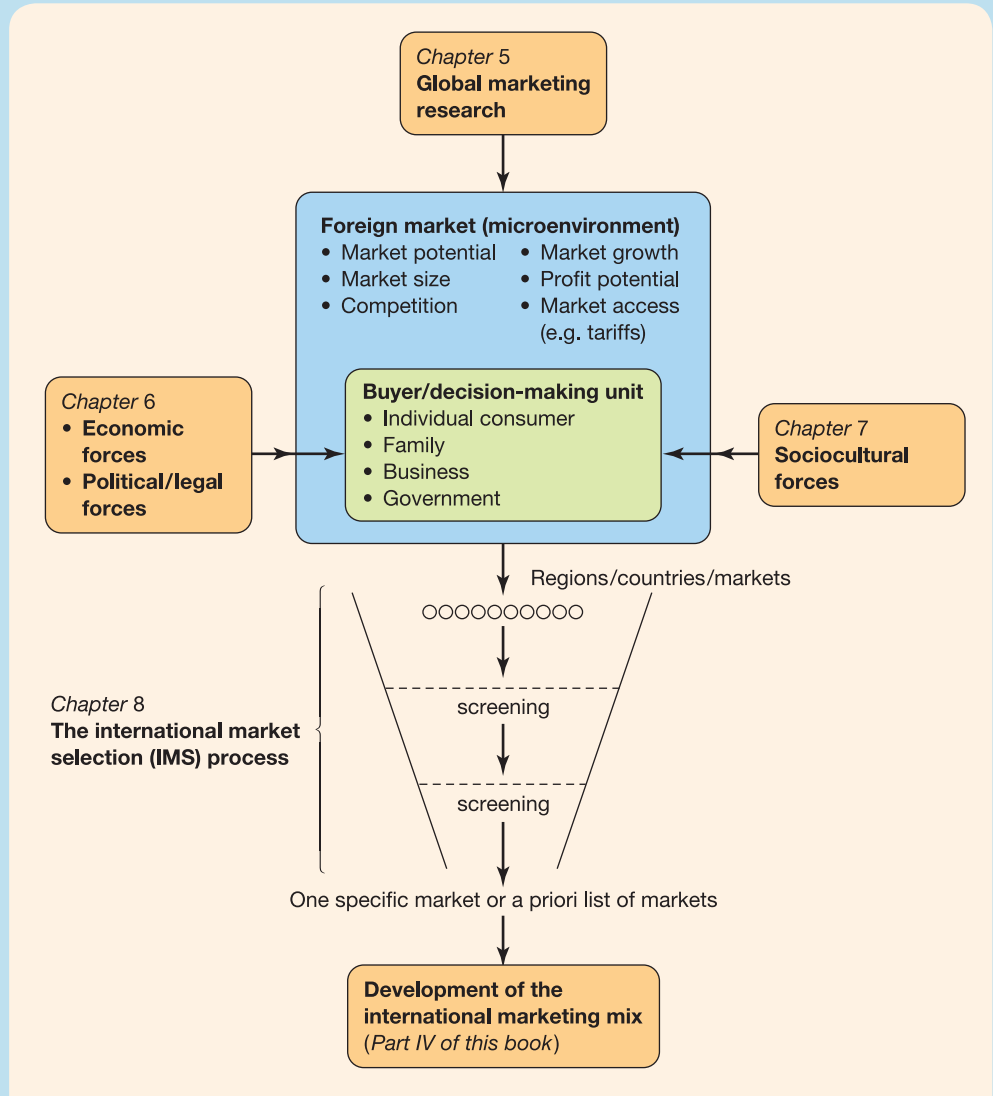 Chapter 5
Global marketing
research
Foreign market (microenvironment)
• Market potential
• Market size
• Competition
• Market growth
• Profit potential
• Market access
(e.g. tariffs)
Buyer/decision-making unit
• Individual consumer
• Family
• Business
• Government
Chapter 6
• Economic
forces
• Political/legal
forces
Chapter 7
Sociocultural
forces
Regions/countries/markets
Chapter 8
The international market
selection (IMS) process
screening
screening
One specific market or a priori list of markets
Development of the
international marketing mix
(Part IV of this book)